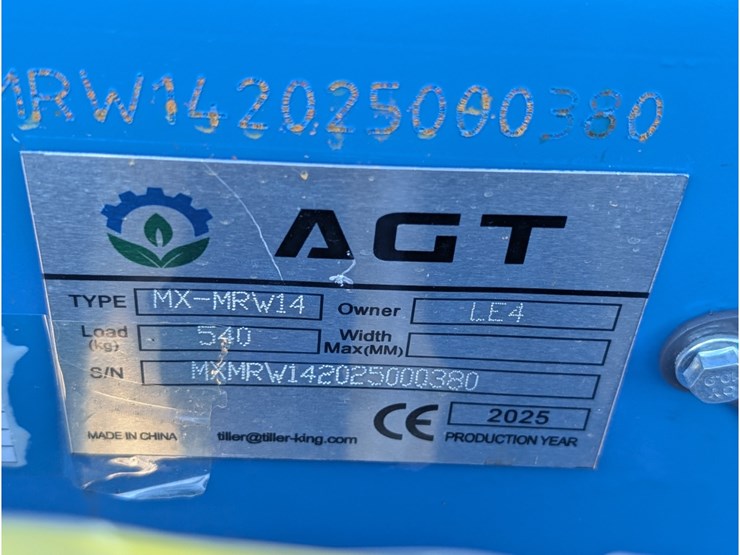 MRW142025000380
AGT
TYPE MX-MRW14 Owner LE4
Load (kg) 540 Width Max(MM)
S/N MXMRW142025000380
MADE IN CHINA tiller@tiller-king.com CE 2025 PRODUCTION YEAR